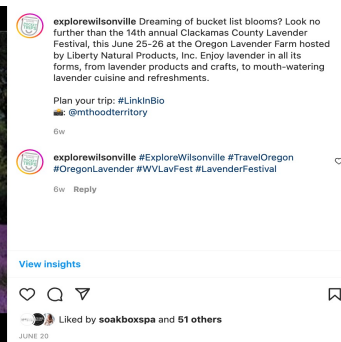 explorewilsonville Dreaming of bucket list blooms? Look no
further than the 14th annual Clackamas County Lavender
Festival, this June 25-26 at the Oregon Lavender Farm hosted
by Liberty Natural Products, Inc. Enjoy lavender in all its
forms, from lavender products and crafts, to mouth-watering
lavender cuisine and refreshments.
Plan your trip: #LinkInBio
📸: @mthoodterritory
6w
explorewilsonville #ExploreWilsonville #TravelOregon
#OregonLavender #WVLavFest #LavenderFestival
6w Reply
View insights
Liked by soakboxspa and 51 others
JUNE 20